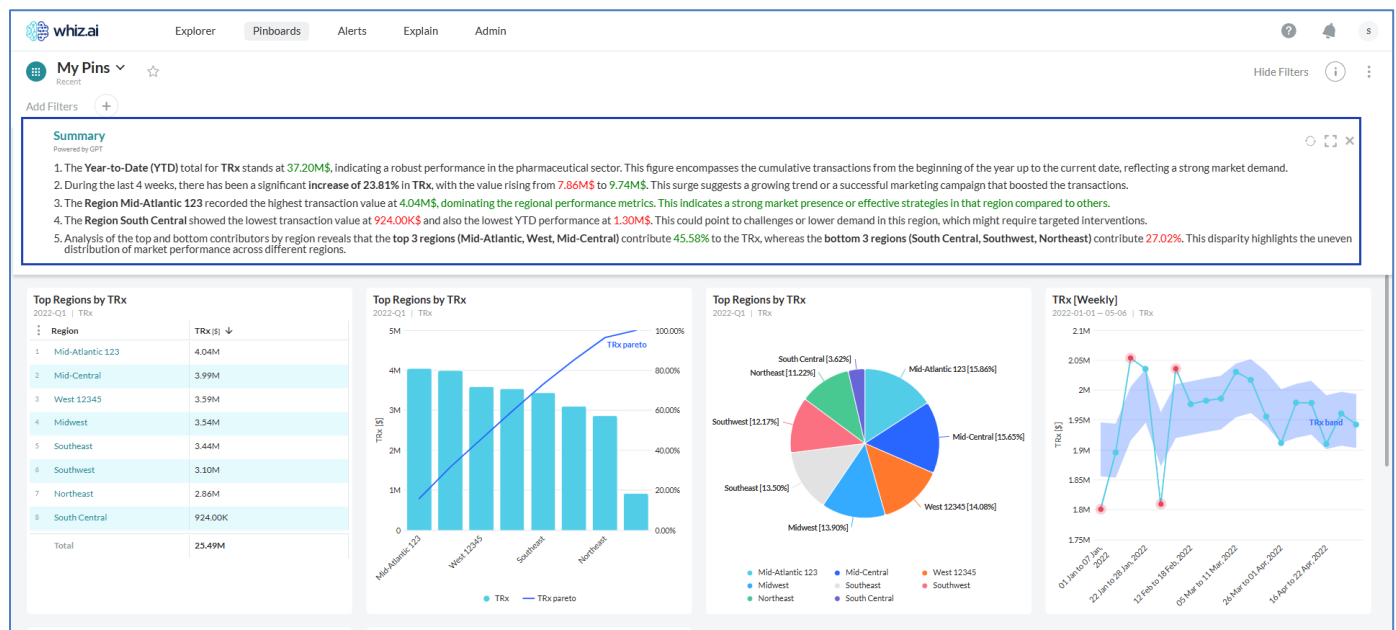 whiz.ai
Explorer
Pinboards
Alerts
Explain
Admin
?
S
My Pins
Recent
Hide Filters
i
Add Filters
+
Summary
Powered by GPT
1. The Year-to-Date (YTD) total for TRx stands at 37.20M$, indicating a robust performance in the pharmaceutical sector. This figure encompasses the cumulative transactions from the beginning of the year up to the current date, reflecting a strong market demand.
2. During the last 4 weeks, there has been a significant increase of 23.81% in TRx, with the value rising from 7.86M$ to 9.74M$. This surge suggests a growing trend or a successful marketing campaign that boosted the transactions.
3. The Region Mid-Atlantic 123 recorded the highest transaction value at 4.04M$, dominating the regional performance metrics. This indicates a strong market presence or effective strategies in that region compared to others.
4. The Region South Central showed the lowest transaction value at 924.00K$ and also the lowest YTD performance at 1.30M$. This could point to challenges or lower demand in this region, which might require targeted interventions.
5. Analysis of the top and bottom contributors by region reveals that the top 3 regions (Mid-Atlantic, West, Mid-Central) contribute 45.58% to the TRx, whereas the bottom 3 regions (South Central, Southwest, Northeast) contribute 27.02%. This disparity highlights the uneven
distribution of market performance across different regions.
Top Regions by TRx
2022-Q1 | TRx
Region TRx [$]
1 Mid-Atlantic 123 4.04M
2 Mid-Central 3.99M
3 West 12345 3.59M
4 Midwest 3.54M
5 Southeast 3.44M
6 Southwest 3.10M
7 Northeast 2.86M
8 South Central 924.00K
Total 25.49M
Top Regions by TRx
2022-Q1 | TRx
5M
4M
3M
2M
1M
0
TRx [$]
100.00%
80.00%
60.00%
40.00%
20.00%
0.00%
TRx pareto
Mid-Atlantic 123
West 12345
Southeast
Northeast
TRx
TRx pareto
Top Regions by TRx
2022-Q1 | TRx
South Central [3.62%]
Northeast [11.22%]
Mid-Atlantic 123 [15.86%]
Southwest [12.17%]
Mid-Central [15.65%]
Southeast [13.50%]
West 12345 [14.08%]
Midwest [13.90%]
Mid-Atlantic 123 Mid-Central West 12345
Midwest Southeast Southwest
Northeast South Central
TRx [Weekly]
2022-01-01 — 05-06 | TRx
2.1M
2.05M
2M
1.95M
1.9M
1.85M
1.8M
1.75M
TRx [$]
TRx band
01 Jan to 07 Jan,
2022
22 Jan to 28 Jan, 2022
12 Feb to 18 Feb, 2022
05 Mar to 11 Mar, 2022
26 Mar to 01 Apr, 2022
16 Apr to 22 Apr, 2022